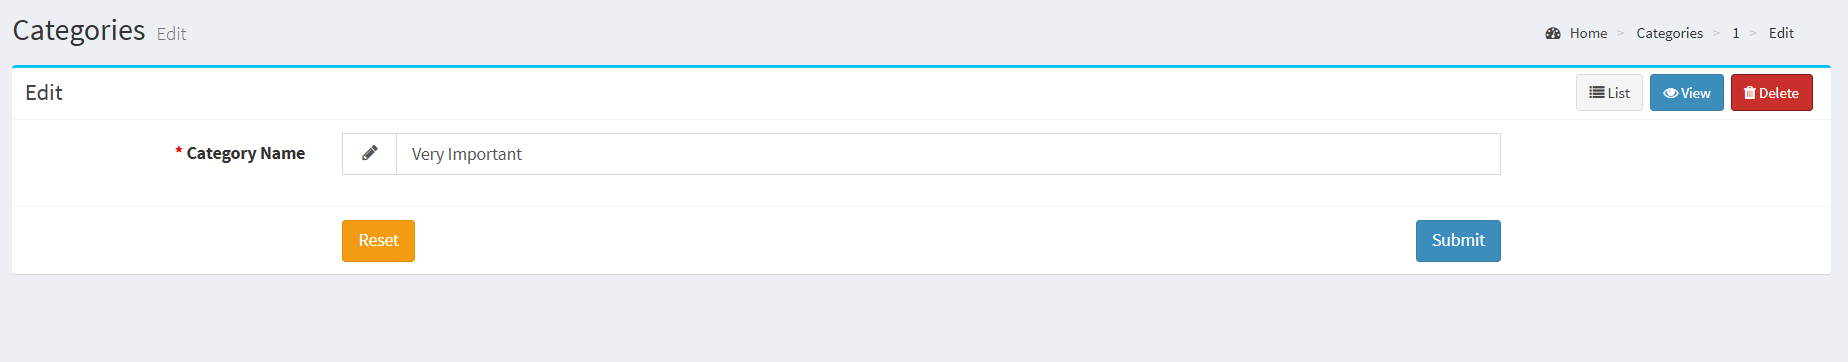 Categories Edit
Home > Categories > 1 > Edit
Edit
List View Delete
* Category Name Very Important
Reset Submit